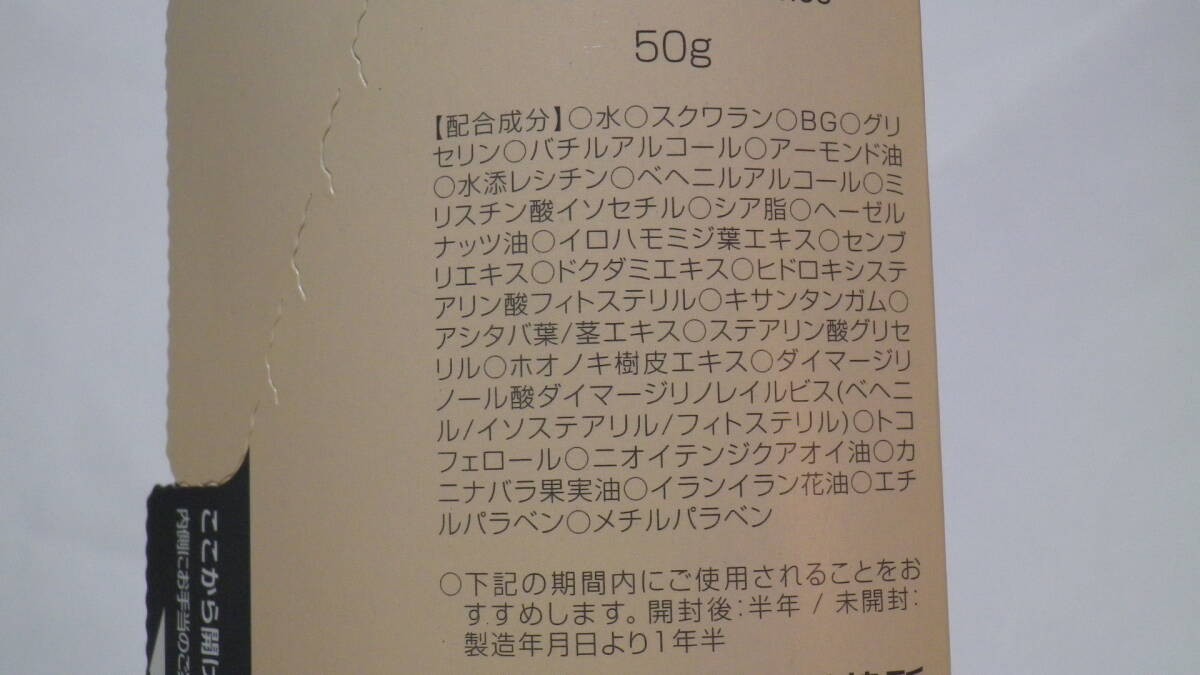 50g
【配合成分】○水○スクワラン○BG○グリ
セリン○バチルアルコール○アーモンド油
○水添レシチン○ベヘニルアルコール○ミ
リスチン酸イソセチル○シア脂○ヘーゼル
ナッツ油○イロハモミジ葉エキス○センブ
リエキス○ドクダミエキス○ヒドロキシステ
アリン酸フィトステリル○キサンタンガム○
アシタバ葉/茎エキス○ステアリン酸グリセ
リル○ホオノキ樹皮エキス○ダイマージリ
ノール酸ダイマージリノレイルビス(ベヘニ
ル/イソステアリル/フィトステリル)○トコ
フェロール○ニオイテンジクアオイ油○カ
ニナバラ果実油○イランイラン花油○エチ
ルパラベン○メチルパラベン
○下記の期間内にご使用されることをお
すすめします。開封後:半年 / 未開封:
製造年月日より1年半
ここから開け
内側にお手当のご